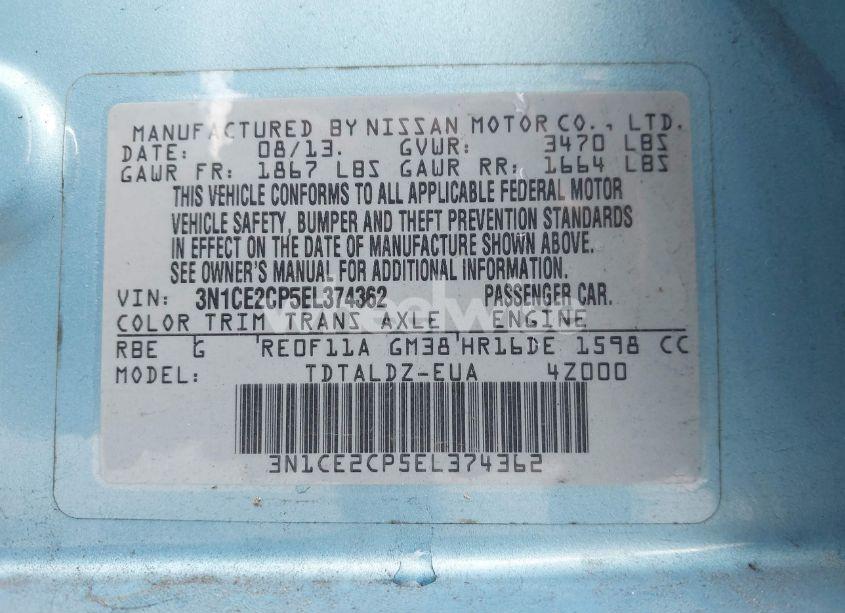 MANUFACTURED BY NISSAN MOTOR CO., LTD.
DATE: 08/13. GVWR: 3470 LBS
GAWR FR: 1867 LBS GAWR RR: 1664 LBS
THIS VEHICLE CONFORMS TO ALL APPLICABLE FEDERAL MOTOR
VEHICLE SAFETY, BUMPER AND THEFT PREVENTION STANDARDS
IN EFFECT ON THE DATE OF MANUFACTURE SHOWN ABOVE.
SEE OWNER'S MANUAL FOR ADDITIONAL INFORMATION.
VIN: 3N1CE2CP5EL374362 PASSENGER CAR.
COLOR TRIM TRANS AXLE ENGINE
RBE G RE0F11A GM38 HR16DE 1598 CC
MODEL: TDTALDZ-EUA 4Z000
3N1CE2CP5EL374362